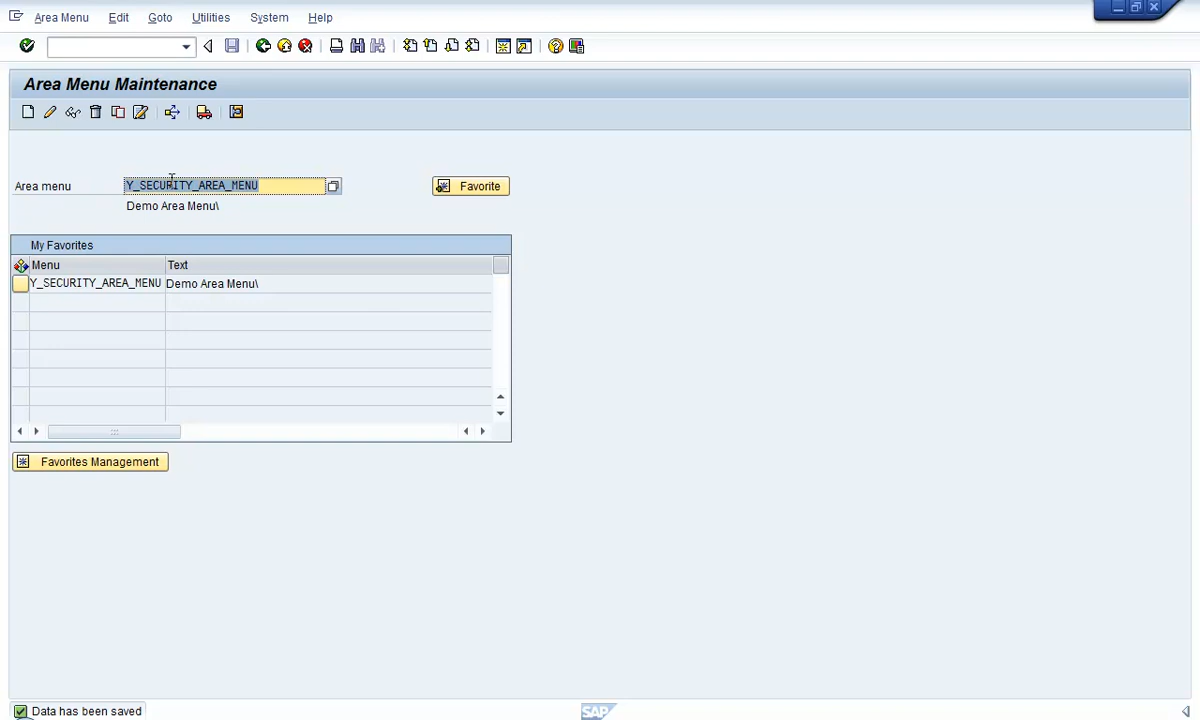 Area Menu Edit Goto Utilities System Help
Area Menu Maintenance
Area menu Y_SECURITY_AREA_MENU Favorite
Demo Area Menu\
My Favorites
Menu Text
Y_SECURITY_AREA_MENU Demo Area Menu\
Favorites Management
Data has been saved SAP